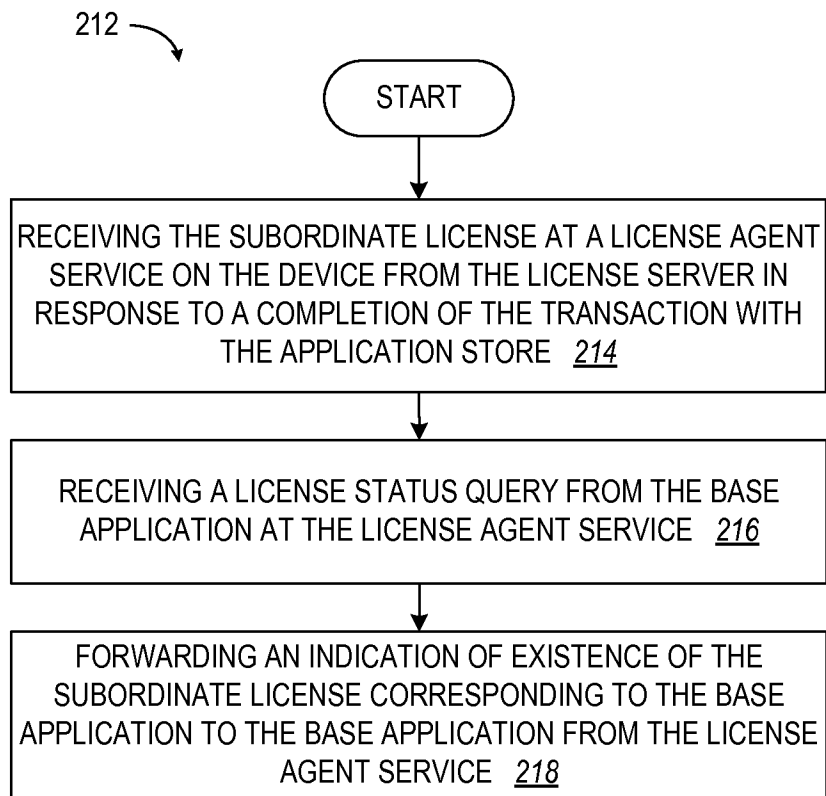 212
START
RECEIVING THE SUBORDINATE LICENSE AT A LICENSE AGENT
SERVICE ON THE DEVICE FROM THE LICENSE SERVER IN
RESPONSE TO A COMPLETION OF THE TRANSACTION WITH
THE APPLICATION STORE 214
RECEIVING A LICENSE STATUS QUERY FROM THE BASE
APPLICATION AT THE LICENSE AGENT SERVICE 216
FORWARDING AN INDICATION OF EXISTENCE OF THE
SUBORDINATE LICENSE CORRESPONDING TO THE BASE
APPLICATION TO THE BASE APPLICATION FROM THE LICENSE
AGENT SERVICE 218